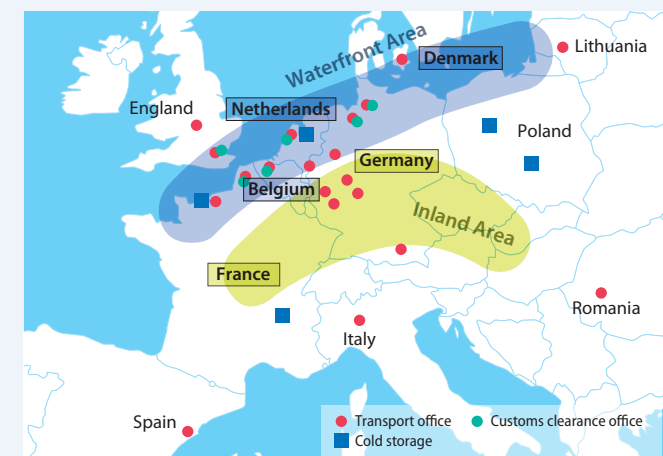 Waterfront Area
Denmark
Lithuania
England
Netherlands
Poland
Germany
Belgium
Inland Area
France
Romania
Italy
Spain
Transport office
Customs clearance office
Cold storage